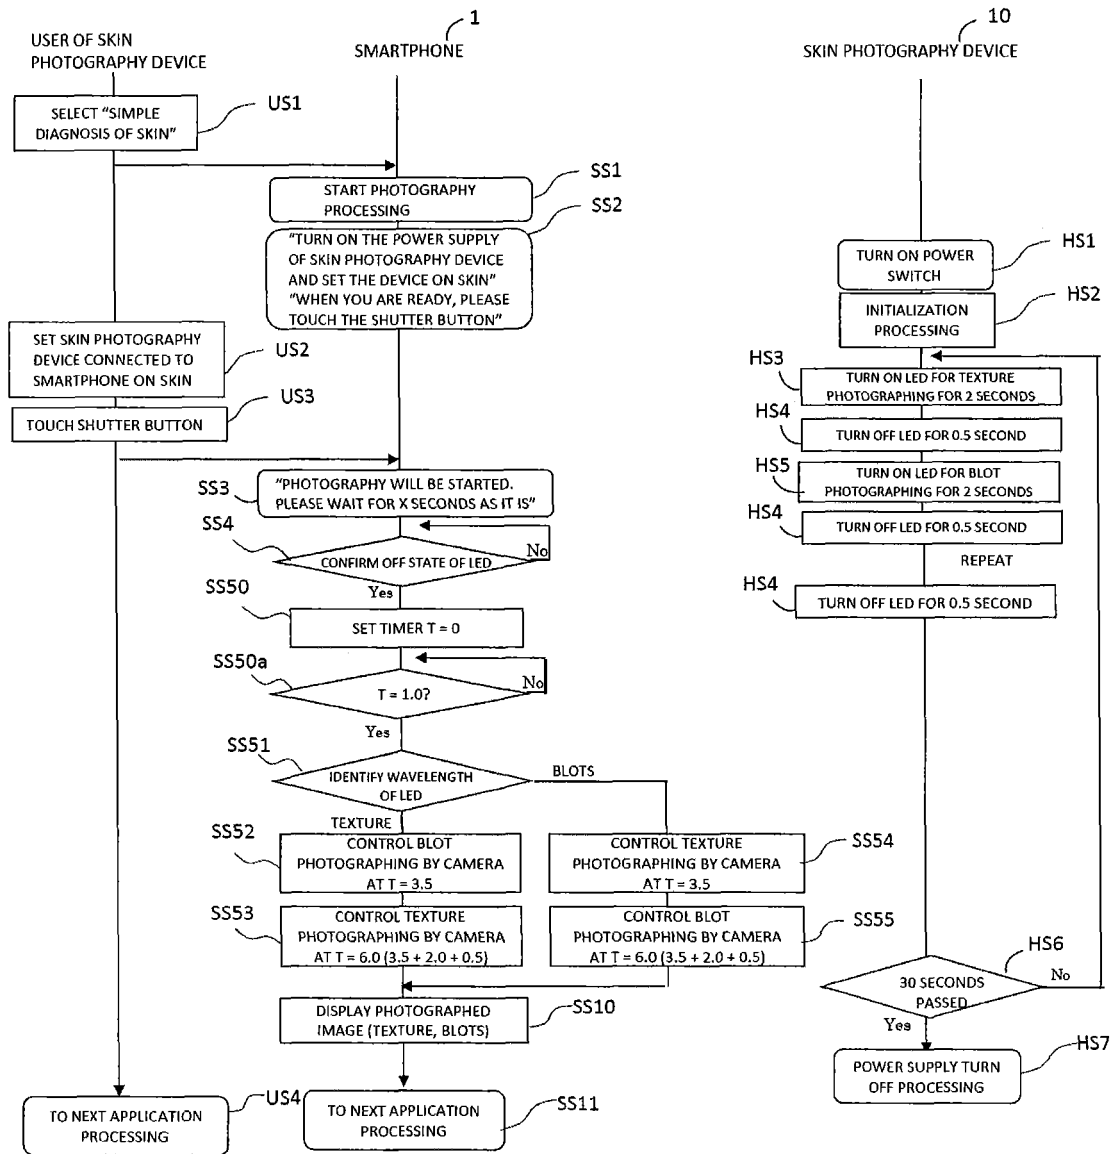 1
10
USER OF SKIN
PHOTOGRAPHY DEVICE
SMARTPHONE
SKIN PHOTOGRAPHY DEVICE
SELECT “SIMPLE
DIAGNOSIS OF SKIN”
US1
START PHOTOGRAPHY
PROCESSING
SS1
"TURN ON THE POWER SUPPLY
OF SKIN PHOTOGRAPHY DEVICE
AND SET THE DEVICE ON SKIN”
“WHEN YOU ARE READY, PLEASE
TOUCH THE SHUTTER BUTTON”
SS2
TURN ON POWER
SWITCH
HS1
INITIALIZATION
PROCESSING
HS2
SET SKIN PHOTOGRAPHY
DEVICE CONNECTED TO
SMARTPHONE ON SKIN
US2
TOUCH SHUTTER BUTTON
US3
HS3
TURN ON LED FOR TEXTURE
PHOTOGRAPHING FOR 2 SECONDS
HS4
TURN OFF LED FOR 0.5 SECOND
HS5
TURN ON LED FOR BLOT
PHOTOGRAPHING FOR 2 SECONDS
HS4
TURN OFF LED FOR 0.5 SECOND
REPEAT
HS4
TURN OFF LED FOR 0.5 SECOND
SS3
“PHOTOGRAPHY WILL BE STARTED.
PLEASE WAIT FOR X SECONDS AS IT IS”
SS4
CONFIRM OFF STATE OF LED
No
Yes
SS50
SET TIMER T = 0
SS50a
T = 1.0?
No
Yes
SS51
IDENTIFY WAVELENGTH
OF LED
BLOTS
TEXTURE
SS52
CONTROL BLOT
PHOTOGRAPHING BY CAMERA
AT T = 3.5
CONTROL TEXTURE
PHOTOGRAPHING BY CAMERA
AT T = 3.5
SS54
SS53
CONTROL TEXTURE
PHOTOGRAPHING BY CAMERA
AT T = 6.0 (3.5 + 2.0 + 0.5)
CONTROL BLOT
PHOTOGRAPHING BY CAMERA
AT T = 6.0 (3.5 + 2.0 + 0.5)
SS55
DISPLAY PHOTOGRAPHED
IMAGE (TEXTURE, BLOTS)
SS10
30 SECONDS
PASSED
HS6
No
Yes
POWER SUPPLY TURN
OFF PROCESSING
HS7
TO NEXT APPLICATION
PROCESSING
US4
TO NEXT APPLICATION
PROCESSING
SS11